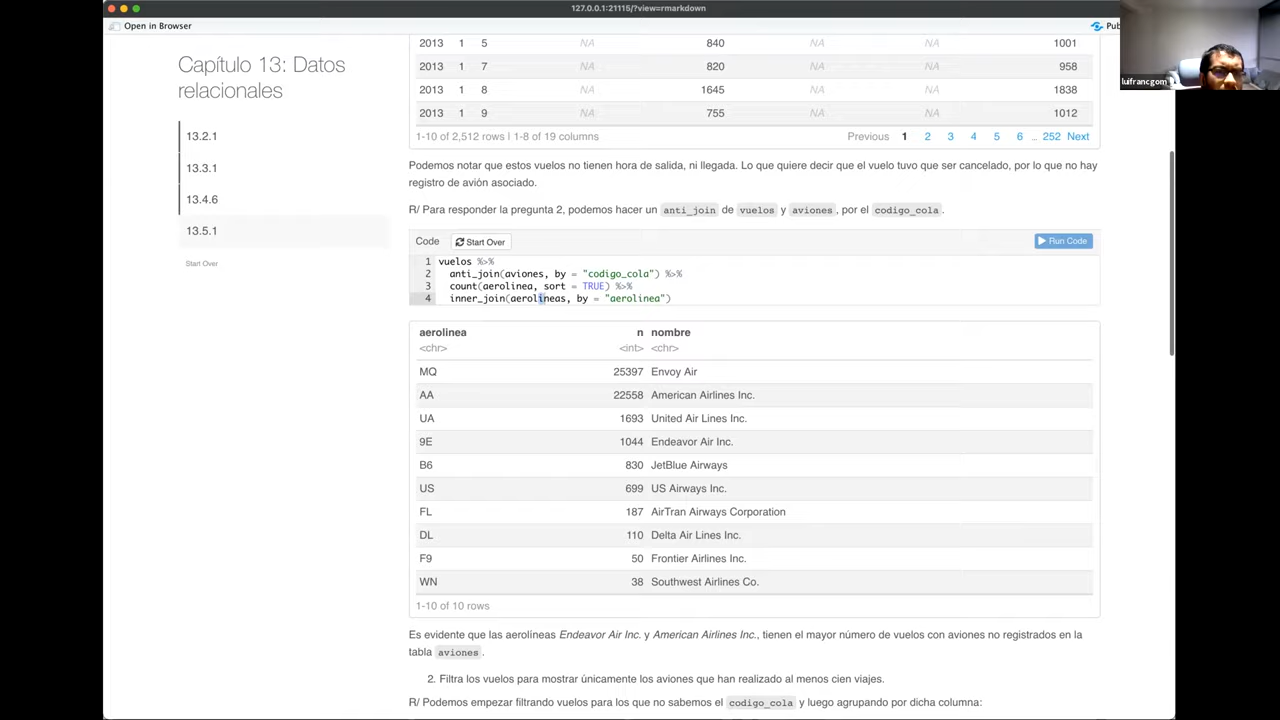 127.0.0.1:21115/?view=rmarkdown
Open in Browser
Pub
luifrancgom
Capítulo 13: Datos
relacionales
13.2.1
13.3.1
13.4.6
13.5.1
Start Over
2013 1 5 NA 840 NA NA 1001
2013 1 7 NA 820 NA NA 958
2013 1 8 NA 1645 NA NA 1838
2013 1 9 NA 755 NA NA 1012
1-10 of 2,512 rows | 1-8 of 19 columns Previous 1 2 3 4 5 6 ... 252 Next
Podemos notar que estos vuelos no tienen hora de salida, ni llegada. Lo que quiere decir que el vuelo tuvo que ser cancelado, por lo que no hay
registro de avión asociado.
R/ Para responder la pregunta 2, podemos hacer un anti_join de vuelos y aviones, por el codigo_cola.
Code Start Over Run Code
1 vuelos %>%
2 anti_join(aviones, by = "codigo_cola") %>%
3 count(aerolinea, sort = TRUE) %>%
4 inner_join(aerolineas, by = "aerolinea")
aerolinea n nombre
<chr> <int> <chr>
MQ 25397 Envoy Air
AA 22558 American Airlines Inc.
UA 1693 United Air Lines Inc.
9E 1044 Endeavor Air Inc.
B6 830 JetBlue Airways
US 699 US Airways Inc.
FL 187 AirTran Airways Corporation
DL 110 Delta Air Lines Inc.
F9 50 Frontier Airlines Inc.
WN 38 Southwest Airlines Co.
1-10 of 10 rows
Es evidente que las aerolíneas Endeavor Air Inc. y American Airlines Inc., tienen el mayor número de vuelos con aviones no registrados en la
tabla aviones.
2. Filtra los vuelos para mostrar únicamente los aviones que han realizado al menos cien viajes.
R/ Podemos empezar filtrando vuelos para los que no sabemos el codigo_cola y luego agrupando por dicha columna: